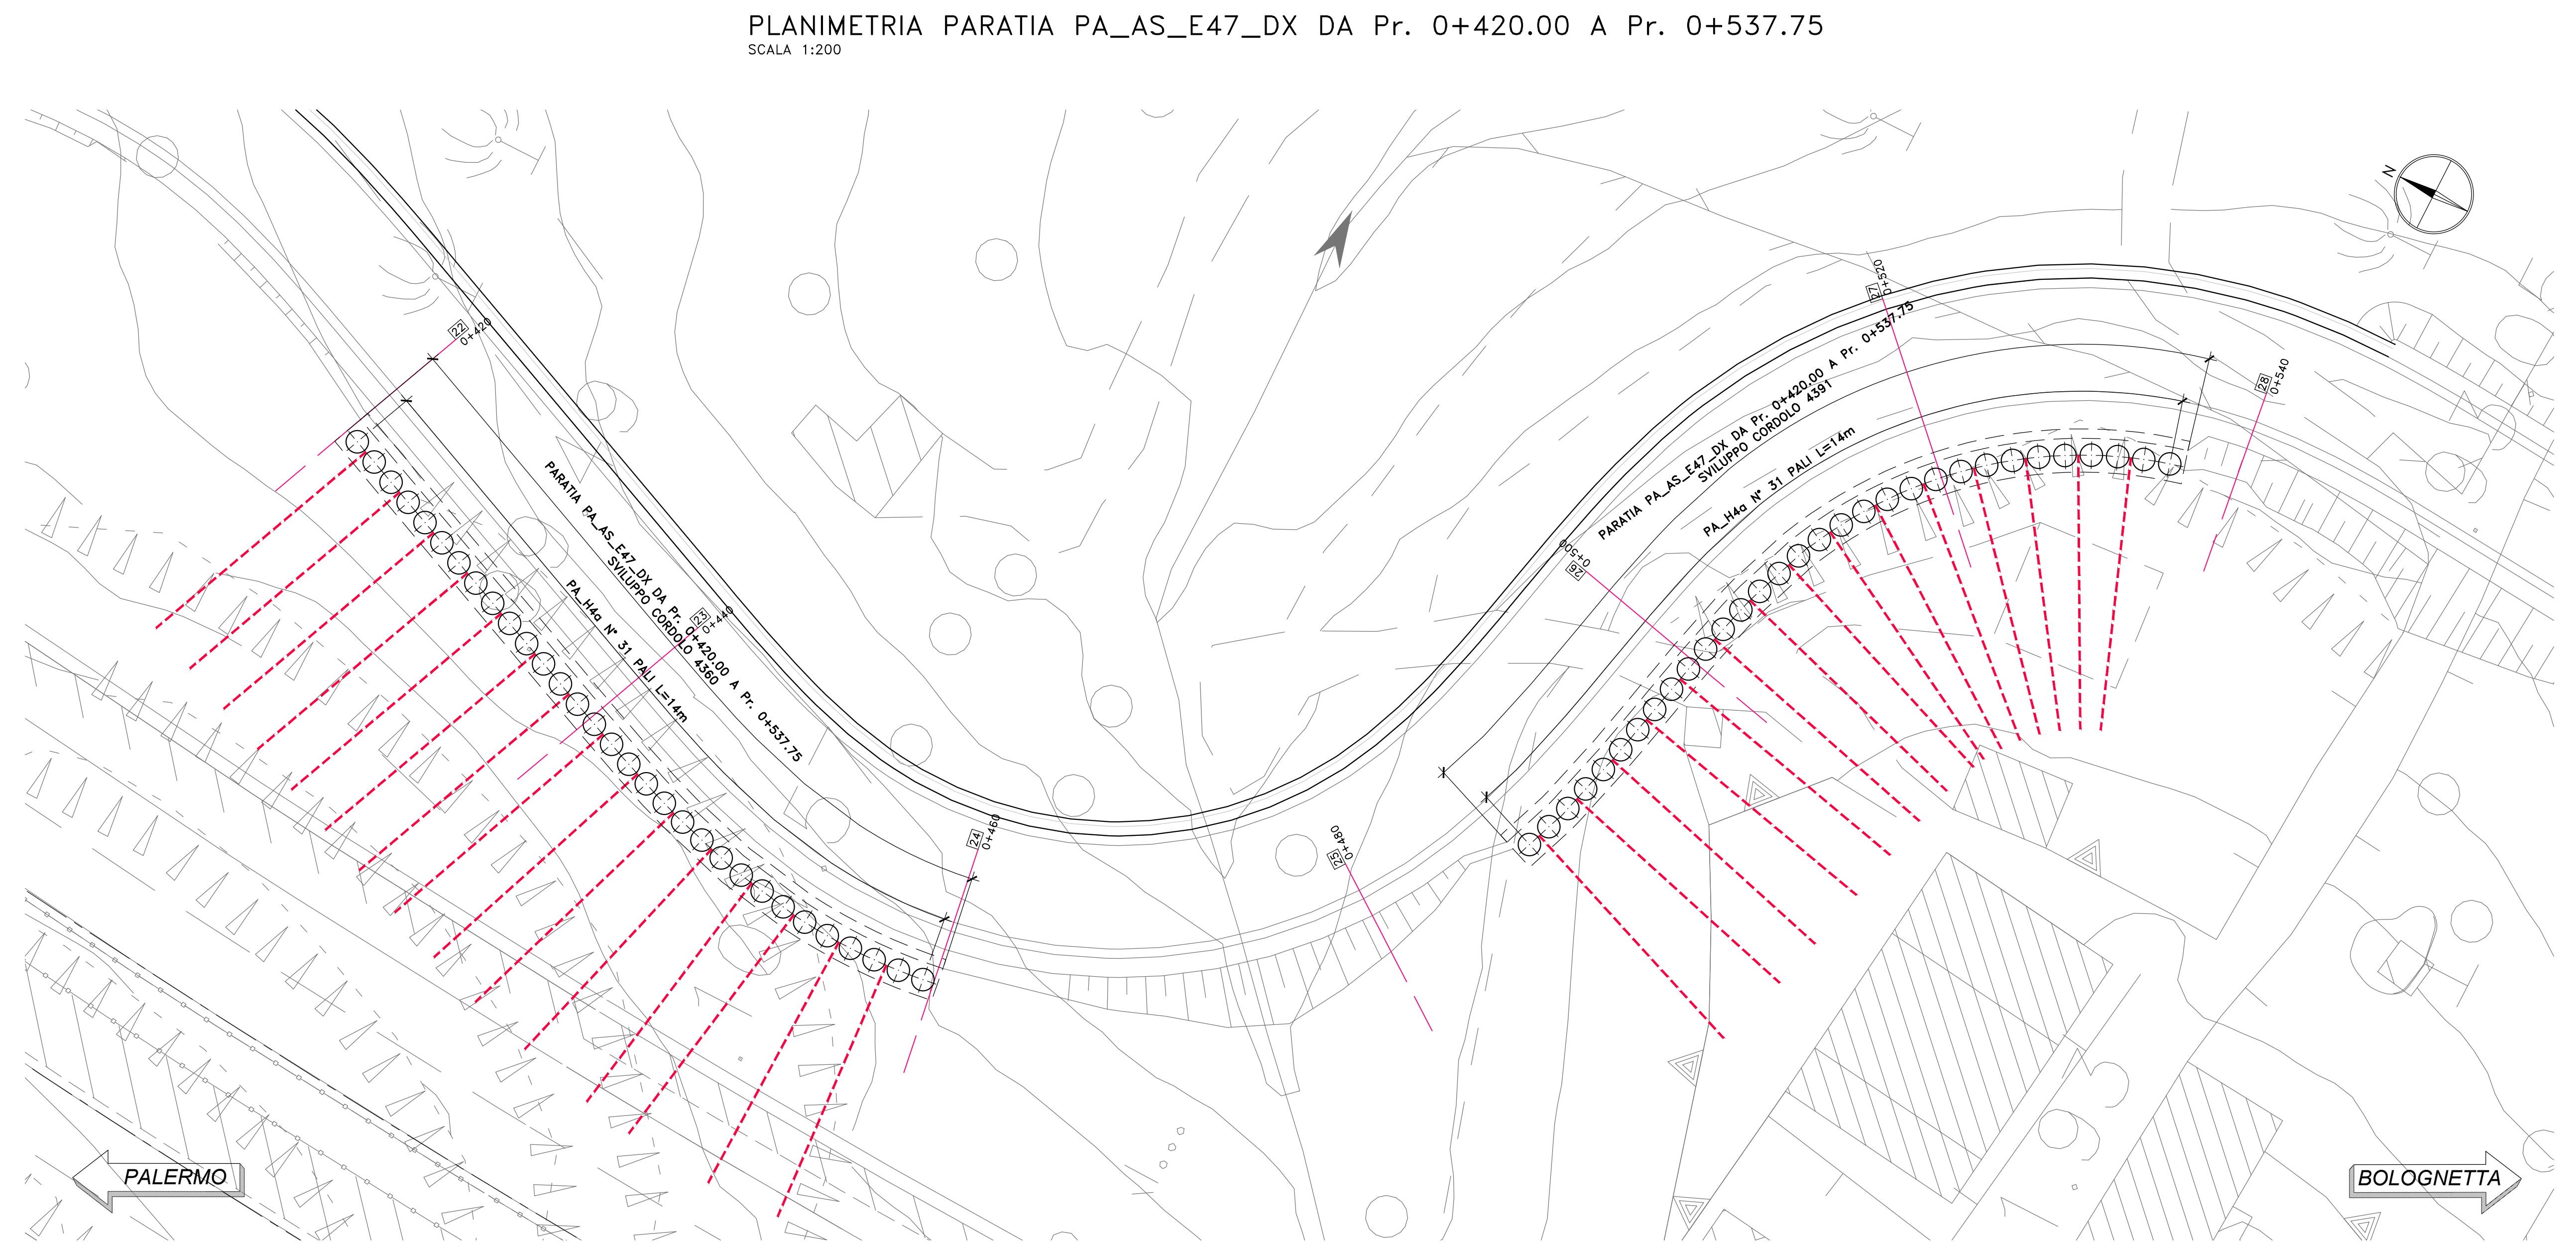 PLANIMETRIA PARATIA PA_AS_E47_DX DA Pr. 0+420.00 A Pr. 0+537.75
SCALA 1:200
N
22
0+420
PARATIA PA_AS_E47_DX DA Pr. 0+420.00 A Pr. 0+537.75
SVILUPPO CORDOLO 4360
PA_H4a N° 31 PALI L=14m
23
0+440
24
0+460
25
0+480
26
0+500
PARATIA PA_AS_E47_DX DA Pr. 0+420.00 A Pr. 0+537.75
SVILUPPO CORDOLO 4391
PA_H4a N° 31 PALI L=14m
27
0+520
28
0+540
PALERMO
BOLOGNETTA